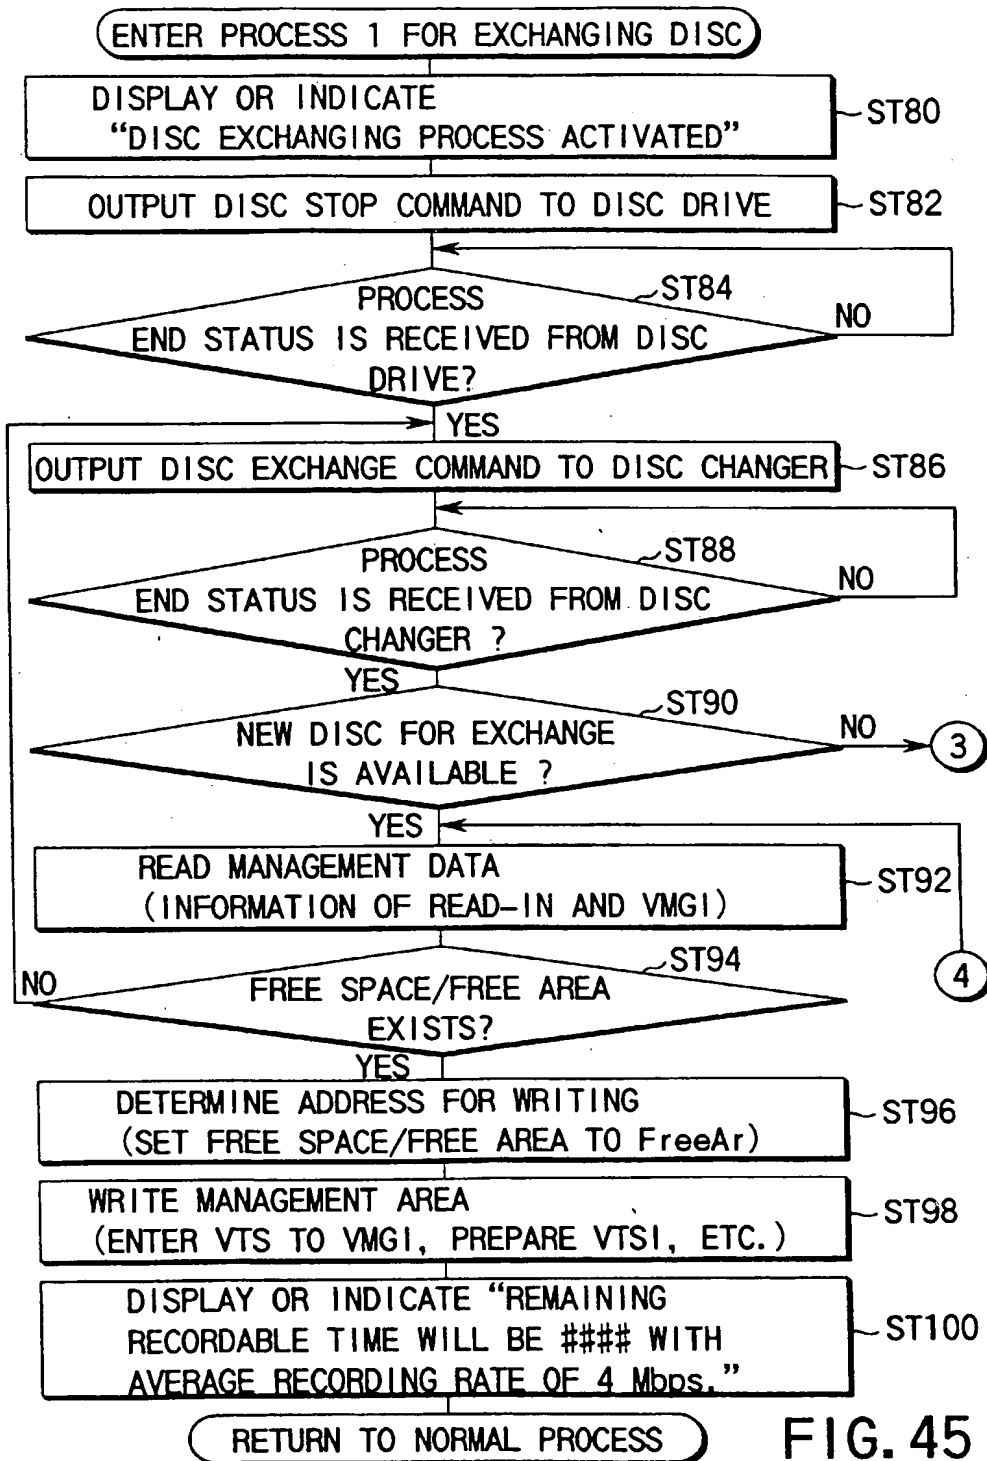 ENTER PROCESS 1 FOR EXCHANGING DISC
DISPLAY OR INDICATE
“DISC EXCHANGING PROCESS ACTIVATED”
ST80
OUTPUT DISC STOP COMMAND TO DISC DRIVE
ST82
ST84
PROCESS
END STATUS IS RECEIVED FROM DISC
DRIVE?
NO
YES
OUTPUT DISC EXCHANGE COMMAND TO DISC CHANGER
ST86
ST88
PROCESS
END STATUS IS RECEIVED FROM DISC
CHANGER ?
NO
YES
ST90
NEW DISC FOR EXCHANGE
IS AVAILABLE ?
NO
3
YES
READ MANAGEMENT DATA
(INFORMATION OF READ-IN AND VMGI)
ST92
ST94
4
NO
FREE SPACE/FREE AREA
EXISTS?
YES
DETERMINE ADDRESS FOR WRITING
(SET FREE SPACE/FREE AREA TO FreeAr)
ST96
WRITE MANAGEMENT AREA
(ENTER VTS TO VMGI, PREPARE VTSI, ETC.)
ST98
DISPLAY OR INDICATE “REMAINING
RECORDABLE TIME WILL BE #### WITH
AVERAGE RECORDING RATE OF 4 Mbps.”
ST100
RETURN TO NORMAL PROCESS
FIG. 45